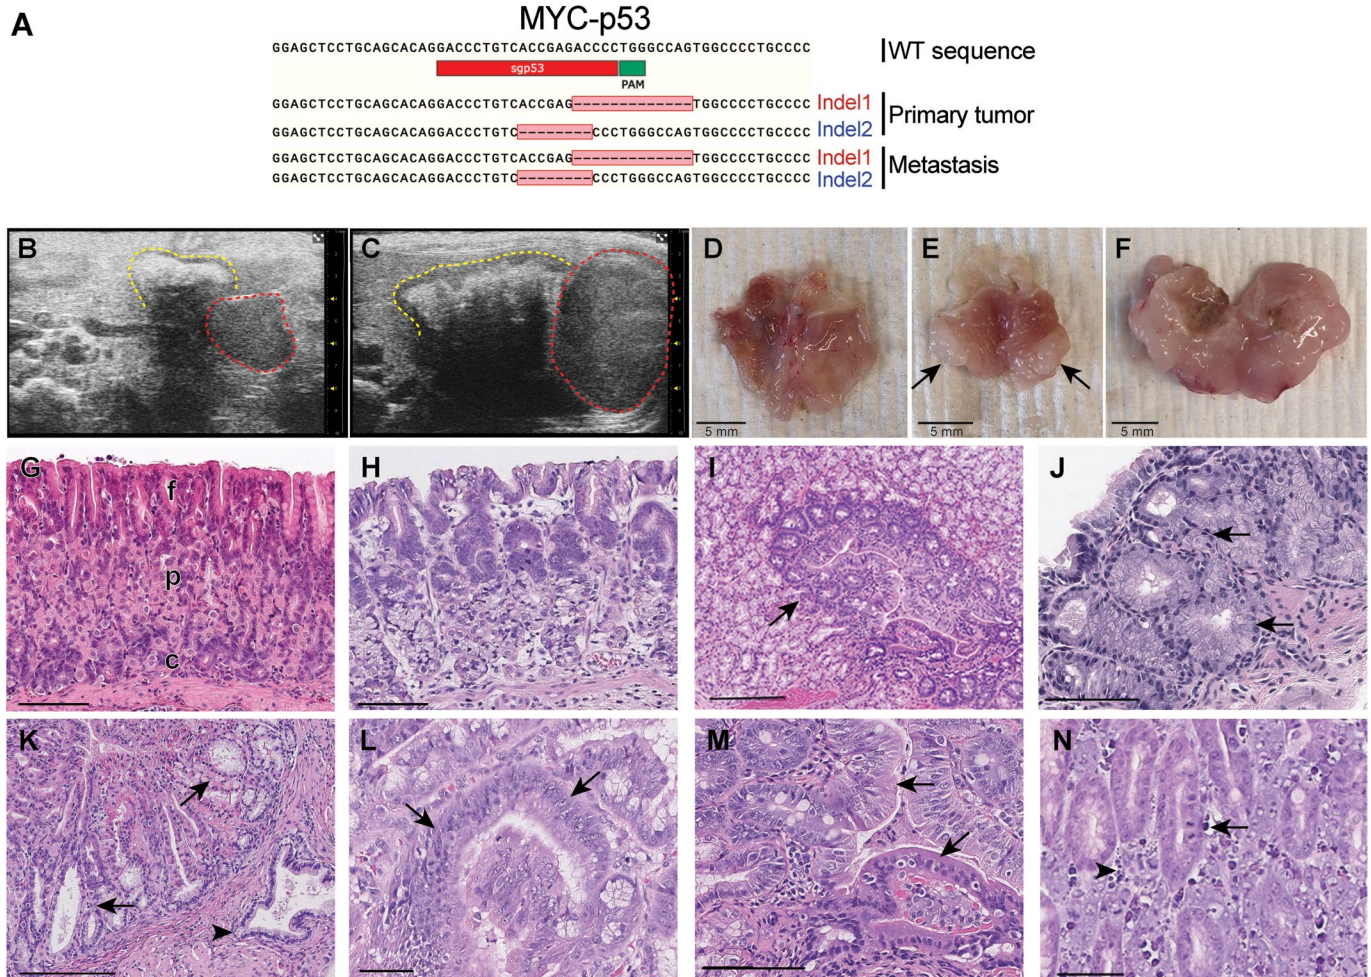 A
MYC-p53
GGAGCTCCTGCAGCACAGGACCCTGTCACCGAGACCCCTGGGCCAGTGGCCCCTGCCCC WT sequence
sgp53
PAM
GGAGCTCCTGCAGCACAGGACCCTGTCACCGAG-------------TGGCCCCTGCCCC Indel1
Primary tumor
GGAGCTCCTGCAGCACAGGACCCTGTC--------CCCTGGGCCAGTGGCCCCTGCCCC Indel2
GGAGCTCCTGCAGCACAGGACCCTGTCACCGAG-------------TGGCCCCTGCCCC Indel1
Metastasis
GGAGCTCCTGCAGCACAGGACCCTGTC--------CCCTGGGCCAGTGGCCCCTGCCCC Indel2
B C D E F
5 mm 5 mm 5 mm
G H I J
f
p
c
K L M N